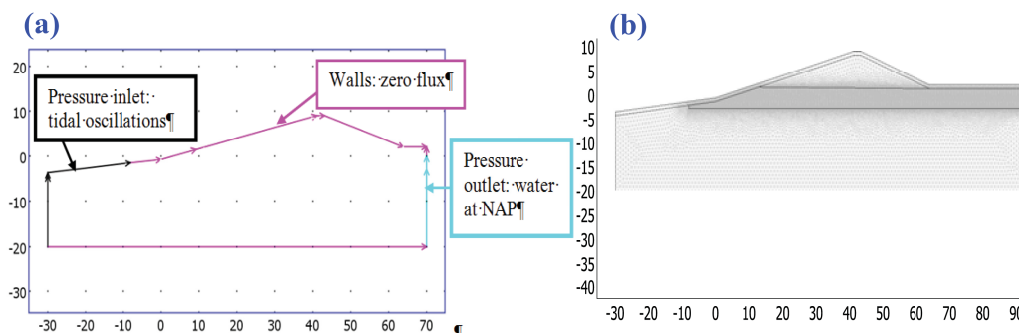 (a)
20
10
0
-10
-20
-30
-30 -20 -10 0 10 20 30 40 50 60 70
¶
Pressure inlet:·
tidal·oscillations¶
Walls:·zero·flux¶
Pressure·
outlet:·water·
at·NAP¶
(b)
10
5
0
-5
-10
-15
-20
-25
-30
-35
-40
-30 -20 -10 0 10 20 30 40 50 60 70 80 90